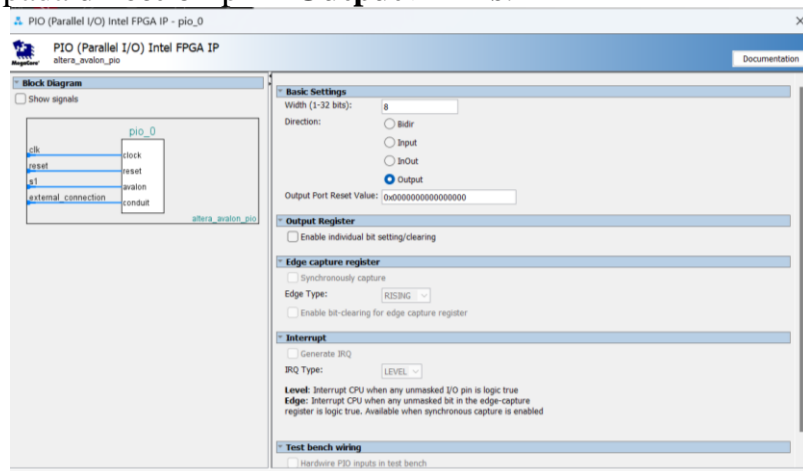 PIO (Parallel I/O) Intel FPGA IP - pio_0
PIO (Parallel I/O) Intel FPGA IP
altera_avalon_pio
MegaCore
Documentation
Block Diagram
Show signals
pio_0
clk
clock
reset
reset
s1
avalon
external_connection
conduit
altera_avalon_pio
Basic Settings
Width (1-32 bits): 8
Direction:
Bidir
Input
InOut
Output
Output Port Reset Value: 0x0000000000000000
Output Register
Enable individual bit setting/clearing
Edge capture register
Synchronously capture
Edge Type: RISING
Enable bit-clearing for edge capture register
Interrupt
Generate IRQ
IRQ Type: LEVEL
Level: Interrupt CPU when any unmasked I/O pin is logic true
Edge: Interrupt CPU when any unmasked bit in the edge-capture
register is logic true. Available when synchronous capture is enabled
Test bench wiring
Hardwire PIO inputs in test bench